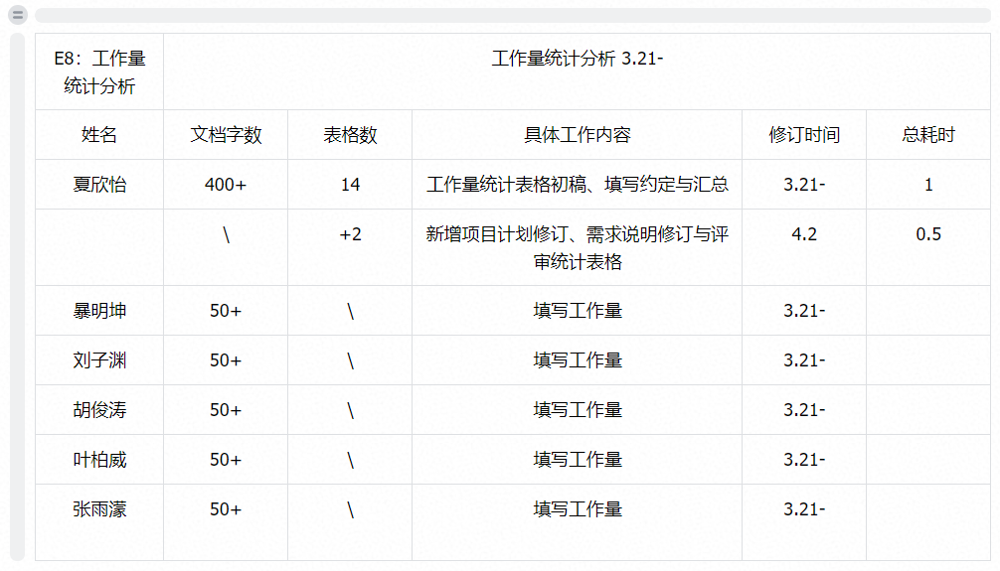 E8：工作量
统计分析
工作量统计分析 3.21-
姓名 文档字数 表格数 具体工作内容 修订时间 总耗时
夏欣怡 400+ 14 工作量统计表格初稿、填写约定与汇总 3.21- 1
\ +2 新增项目计划修订、需求说明修订与评 4.2 0.5
审统计表格
暴明坤 50+ \ 填写工作量 3.21-
刘子渊 50+ \ 填写工作量 3.21-
胡俊涛 50+ \ 填写工作量 3.21-
叶柏威 50+ \ 填写工作量 3.21-
张雨濛 50+ \ 填写工作量 3.21-